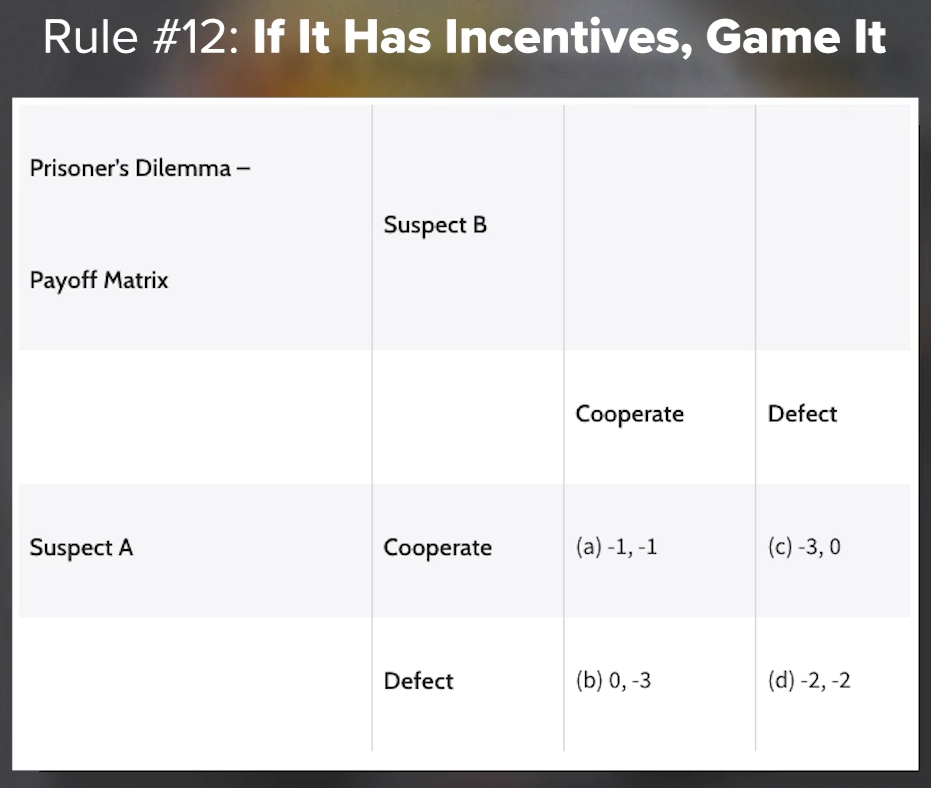 Rule #12: If It Has Incentives, Game It
Prisoner's Dilemma –
Suspect B
Payoff Matrix
Cooperate Defect
Suspect A Cooperate (a) -1, -1 (c) -3, 0
Defect (b) 0, -3 (d) -2, -2